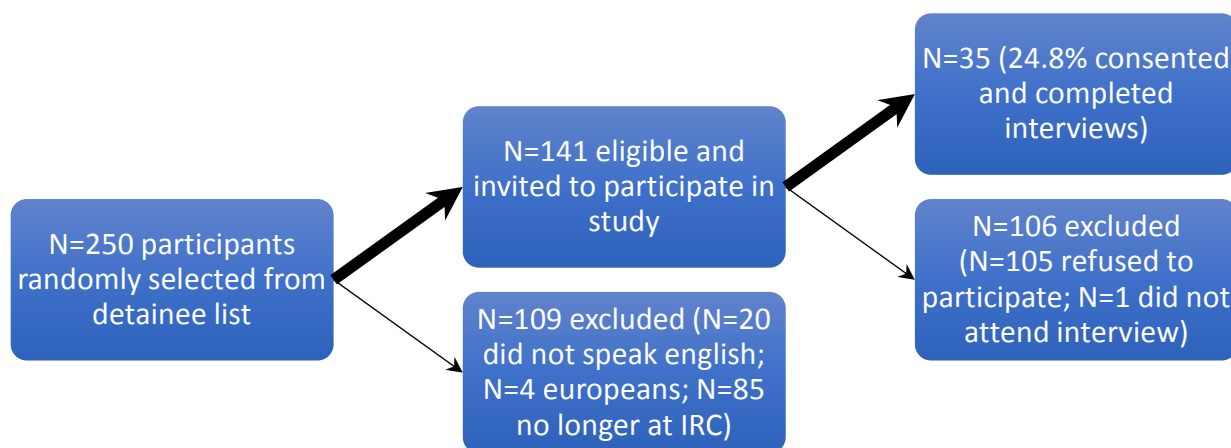 N=250 participants
randomly selected from
detainee list
N=141 eligible and
invited to participate in
study
N=109 excluded (N=20
did not speak english;
N=4 europeans; N=85
no longer at IRC)
N=35 (24.8% consented
and completed
interviews)
N=106 excluded
(N=105 refused to
participate; N=1 did not
attend interview)